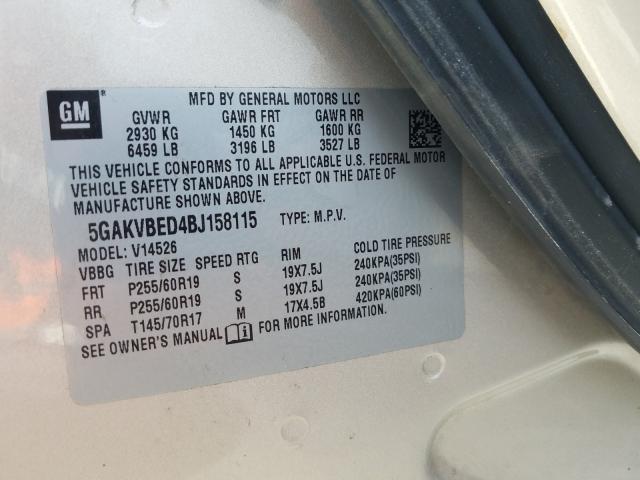 GM
MFD BY GENERAL MOTORS LLC
GVWR GAWR FRT GAWR RR
2930 KG 1450 KG 1600 KG
6459 LB 3196 LB 3527 LB
THIS VEHICLE CONFORMS TO ALL APPLICABLE U.S. FEDERAL MOTOR
VEHICLE SAFETY STANDARDS IN EFFECT ON THE DATE OF
MANUFACTURE SHOWN ABOVE.
5GAKVBED4BJ158115 TYPE: M.P.V.
MODEL: V14526
VBBG TIRE SIZE SPEED RTG RIM COLD TIRE PRESSURE
FRT P255/60R19 S 19X7.5J 240KPA(35PSI)
RR P255/60R19 S 19X7.5J 240KPA(35PSI)
SPA T145/70R17 M 17X4.5B 420KPA(60PSI)
SEE OWNER'S MANUAL FOR MORE INFORMATION.